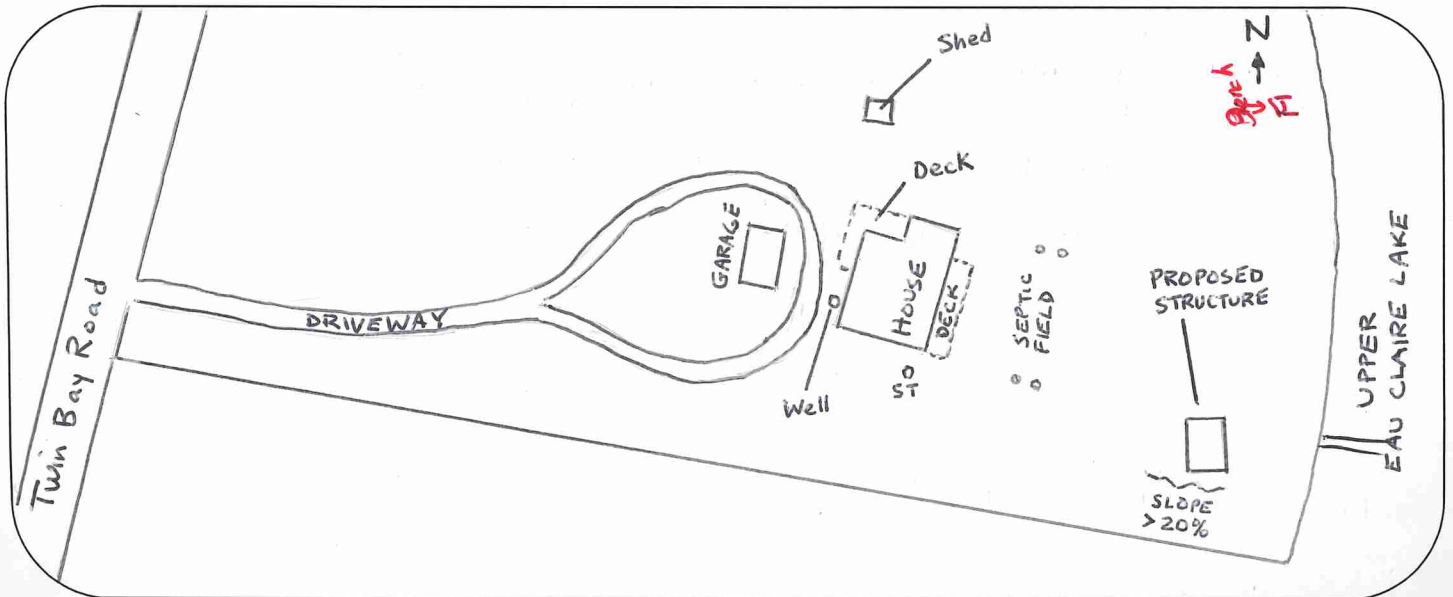 Shed
Deck
GARAGE
HOUSE
DECK
SEPTIC
FIELD
PROPOSED
STRUCTURE
DRIVEWAY
Twin Bay Road
Well
ST
SLOPE
>20%
UPPER
EAU CLAIRE LAKE
N